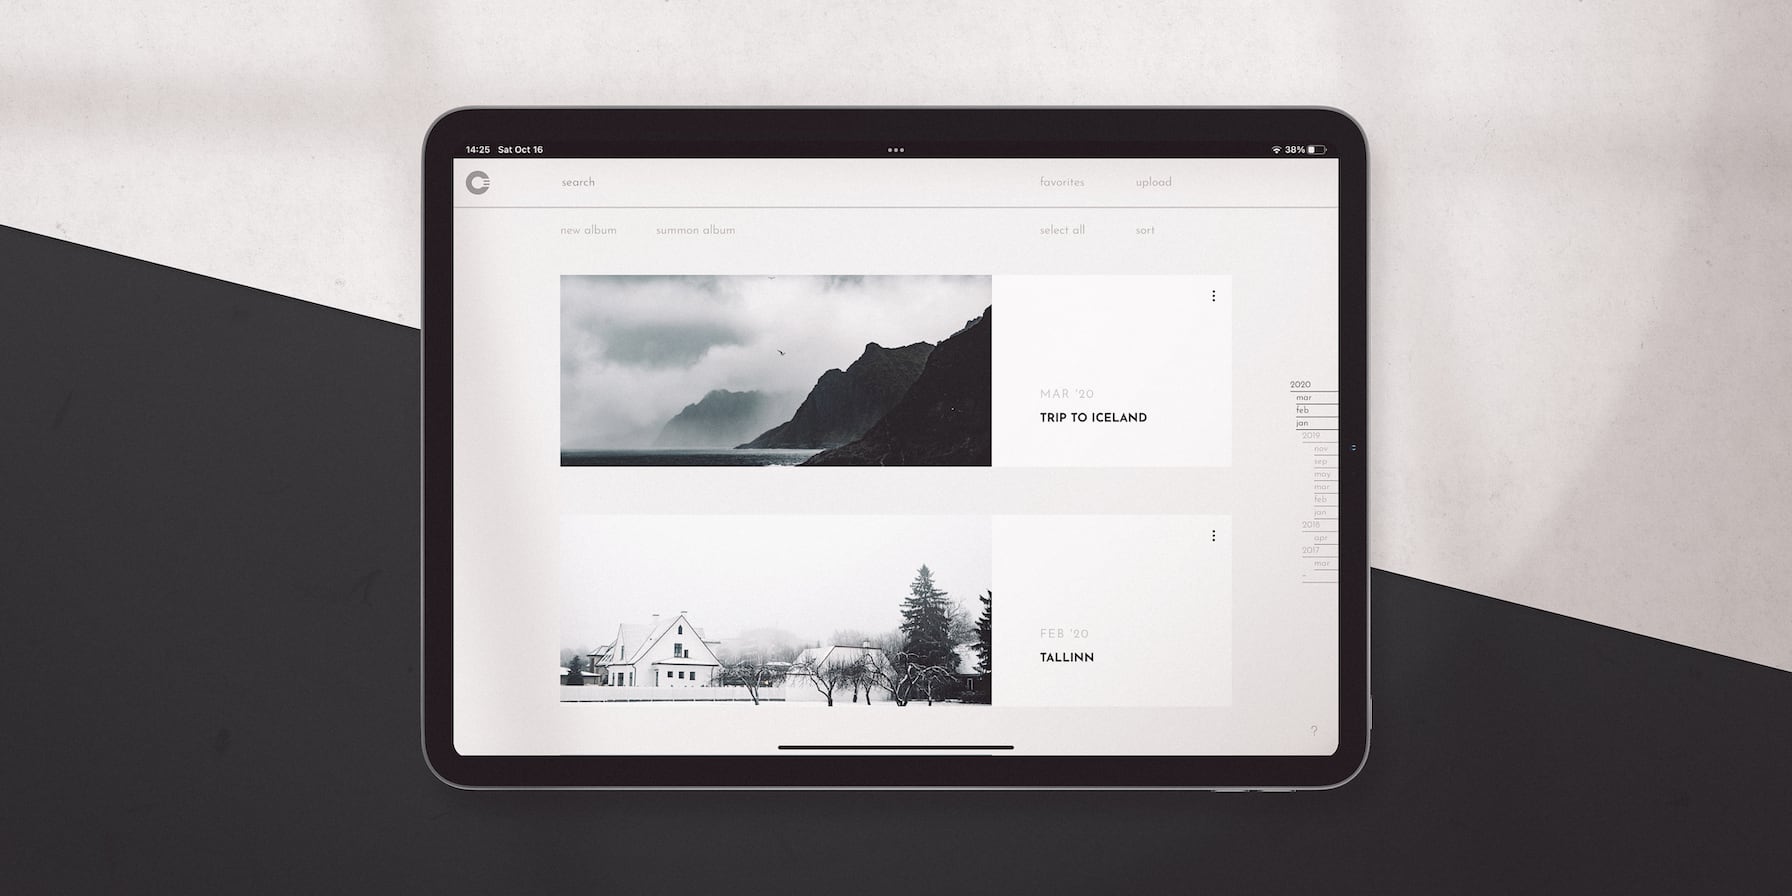 14:25 Sat Oct 16
38%
search favorites upload
new album summon album select all sort
MAR '20
TRIP TO ICELAND
2020
mar
feb
jan
2019
nov
sep
may
mar
feb
jan
2018
apr
2017
mar
FEB '20
TALLINN
?